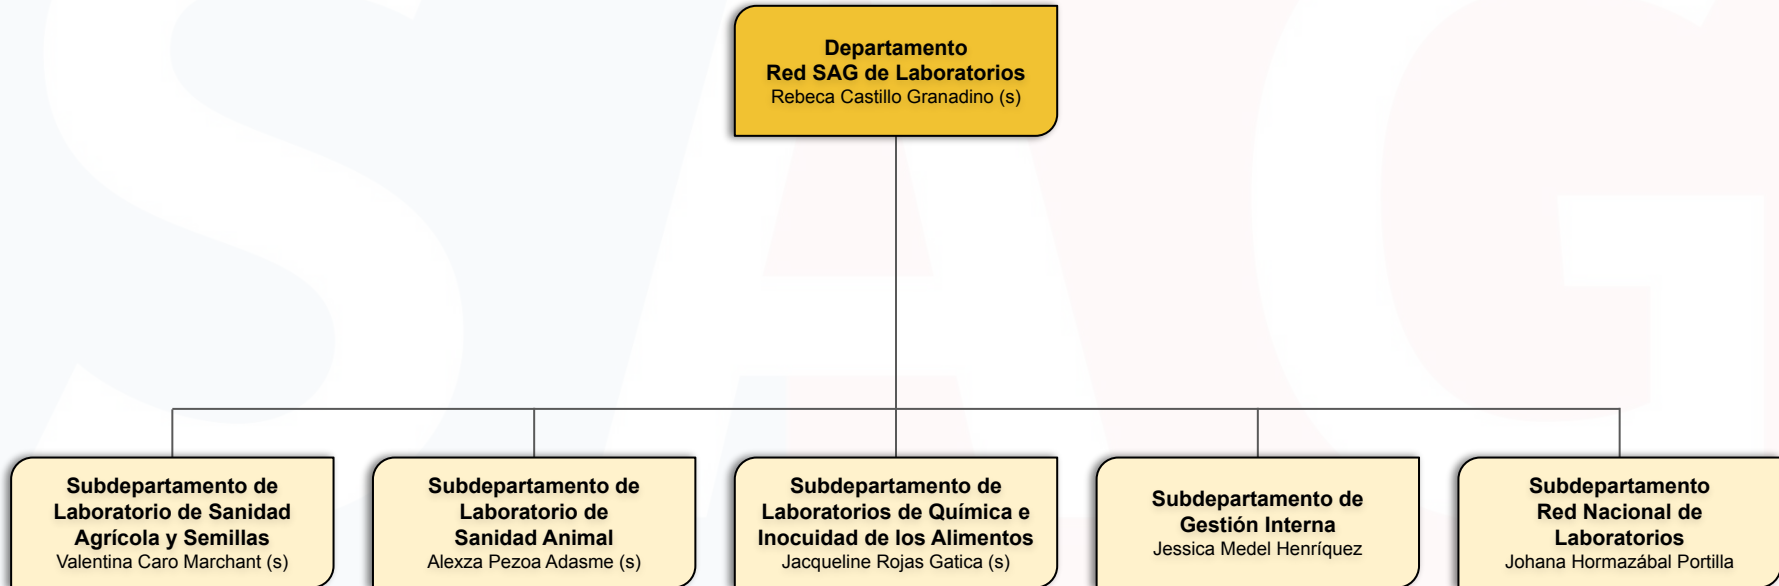 Departamento
Red SAG de Laboratorios
Rebeca Castillo Granadino (s)
Subdepartamento de
Laboratorio de Sanidad
Agrícola y Semillas
Valentina Caro Marchant (s)
Subdepartamento de
Laboratorio de
Sanidad Animal
Alexza Pezoa Adasme (s)
Subdepartamento de
Laboratorios de Química e
Inocuidad de los Alimentos
Jacqueline Rojas Gatica (s)
Subdepartamento de
Gestión Interna
Jessica Medel Henríquez
Subdepartamento
Red Nacional de
Laboratorios
Johana Hormazábal Portilla
SAG